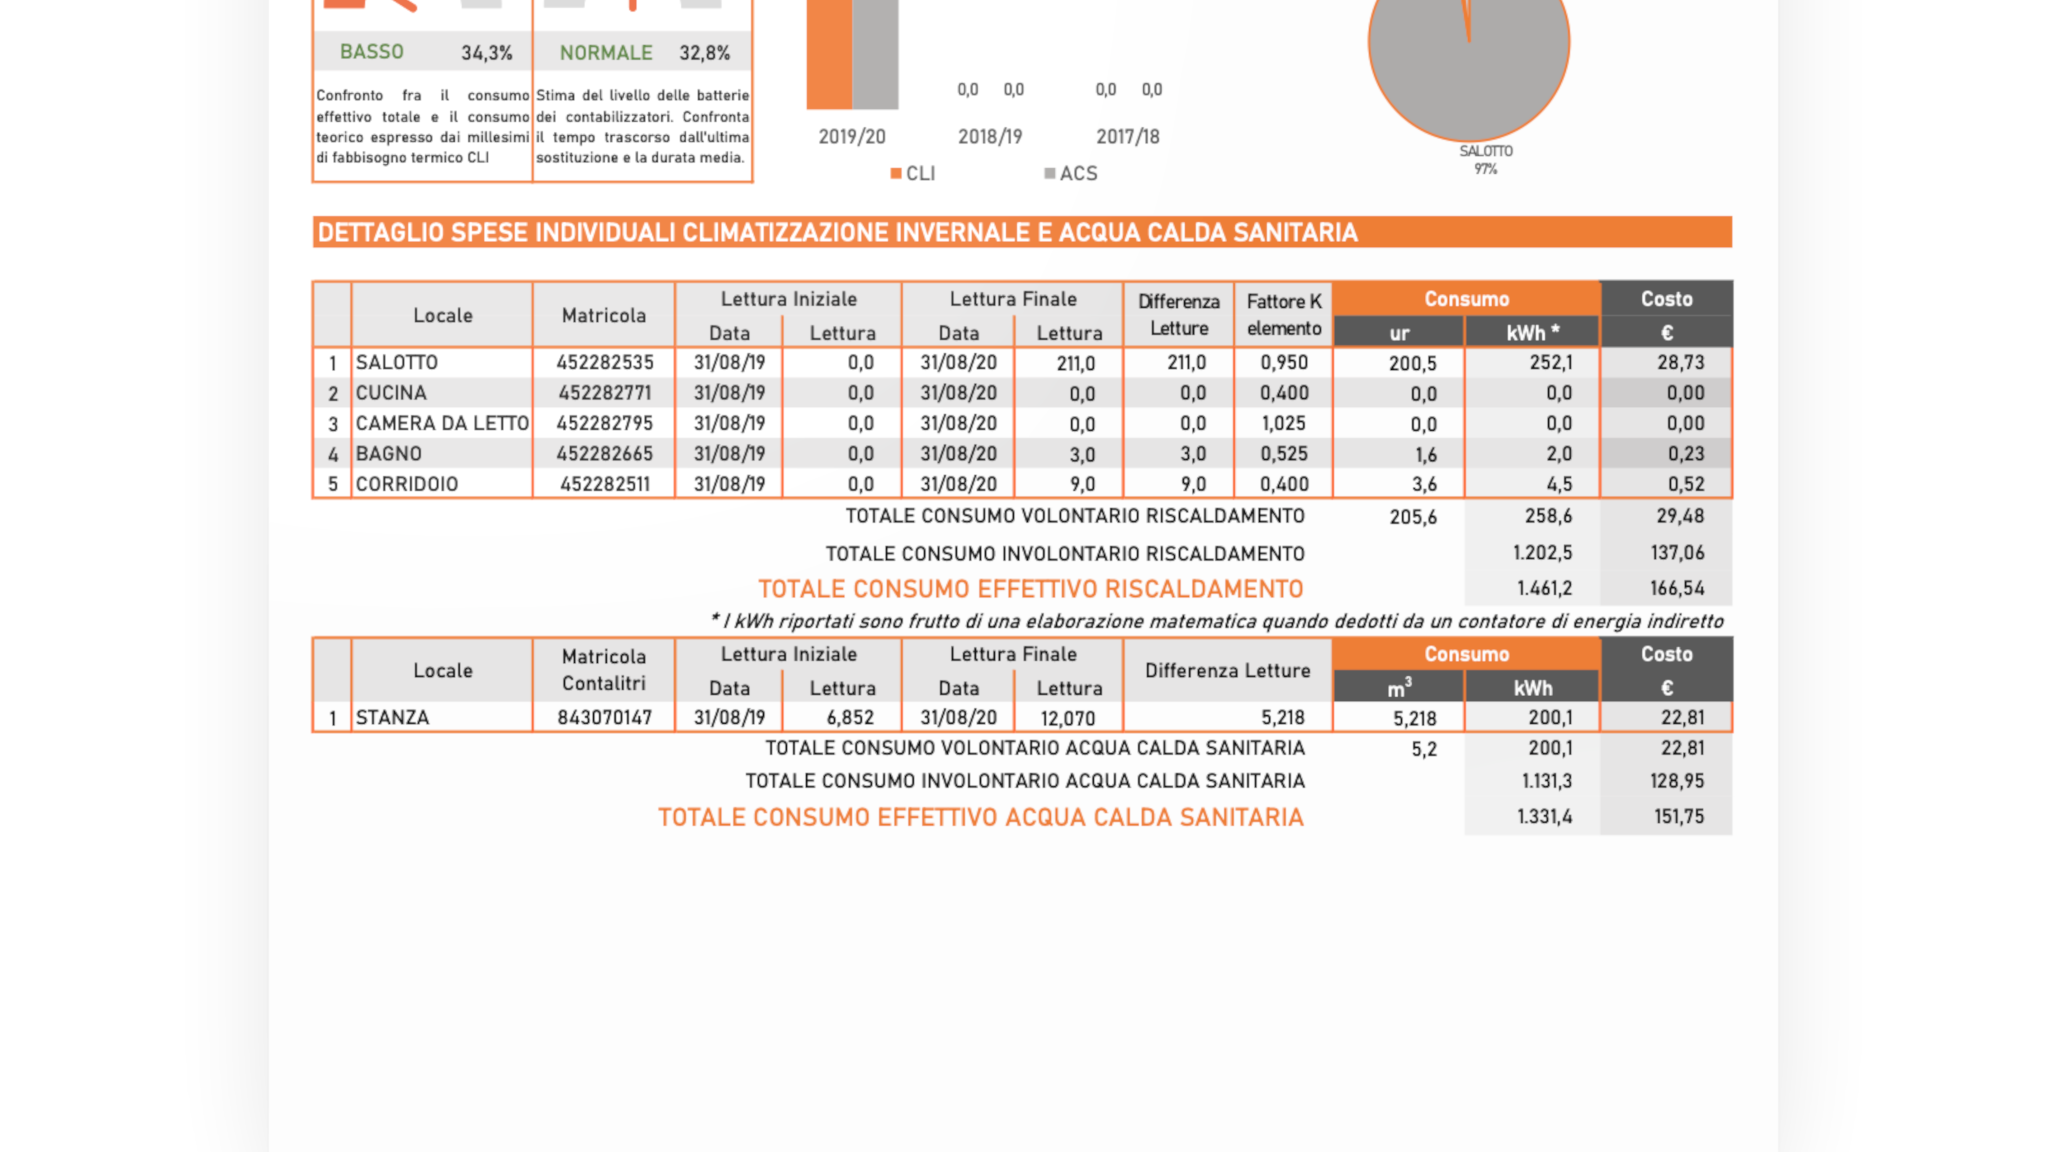 BASSO 34,3% NORMALE 32,8%
Confronto fra il consumo
effettivo totale e il consumo
teorico espresso dai millesimi
di fabbisogno termico CLI
Stima del livello delle batterie
dei contabilizzatori. Confronta
il tempo trascorso dall'ultima
sostituzione e la durata media.
0,0 0,0 0,0 0,0
2019/20 2018/19 2017/18
CLI ACS
SALOTTO
97%
DETTAGLIO SPESE INDIVIDUALI CLIMATIZZAZIONE INVERNALE E ACQUA CALDA SANITARIA
Locale Matricola Lettura Iniziale Lettura Finale Differenza Letture Fattore K elemento Consumo Costo
Data Lettura Data Lettura ur kWh * €
1 SALOTTO 452282535 31/08/19 0,0 31/08/20 211,0 211,0 0,950 200,5 252,1 28,73
2 CUCINA 452282771 31/08/19 0,0 31/08/20 0,0 0,0 0,400 0,0 0,0 0,00
3 CAMERA DA LETTO 452282795 31/08/19 0,0 31/08/20 0,0 0,0 1,025 0,0 0,0 0,00
4 BAGNO 452282665 31/08/19 0,0 31/08/20 3,0 3,0 0,525 1,6 2,0 0,23
5 CORRIDOIO 452282511 31/08/19 0,0 31/08/20 9,0 9,0 0,400 3,6 4,5 0,52
TOTALE CONSUMO VOLONTARIO RISCALDAMENTO 205,6 258,6 29,48
TOTALE CONSUMO INVOLONTARIO RISCALDAMENTO 1.202,5 137,06
TOTALE CONSUMO EFFETTIVO RISCALDAMENTO 1.461,2 166,54
* I kWh riportati sono frutto di una elaborazione matematica quando dedotti da un contatore di energia indiretto
Locale Matricola Contalitri Lettura Iniziale Lettura Finale Differenza Letture Consumo Costo
Data Lettura Data Lettura m³ kWh €
1 STANZA 843070147 31/08/19 6,852 31/08/20 12,070 5,218 5,218 200,1 22,81
TOTALE CONSUMO VOLONTARIO ACQUA CALDA SANITARIA 5,2 200,1 22,81
TOTALE CONSUMO INVOLONTARIO ACQUA CALDA SANITARIA 1.131,3 128,95
TOTALE CONSUMO EFFETTIVO ACQUA CALDA SANITARIA 1.331,4 151,75